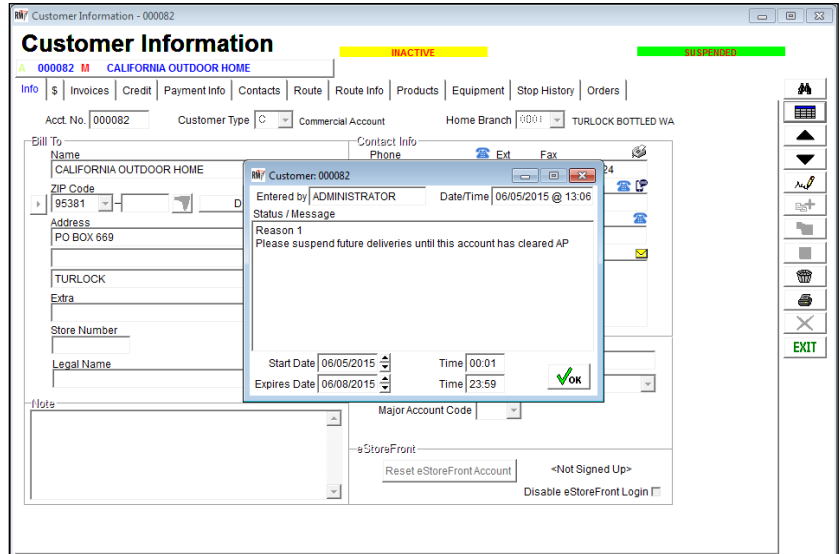 Customer Information - 000082
Customer Information
INACTIVE
SUSPENDED
A 000082 M CALIFORNIA OUTDOOR HOME
Info $ Invoices Credit Payment Info Contacts Route Route Info Products Equipment Stop History Orders
Acct. No. 000082 Customer Type C Commercial Account Home Branch 0001 TURLOCK BOTTLED WA
Bill To
Contact Info
Name
Phone Ext Fax
CALIFORNIA OUTDOOR HOME
24
ZIP Code
95381 - D
Address
PO BOX 669
TURLOCK
Extra
Store Number
Legal Name
Note
Customer: 000082
Entered by ADMINISTRATOR Date/Time 06/05/2015 @ 13:06
Status / Message
Reason 1
Please suspend future deliveries until this account has cleared AP
Start Date 06/05/2015 Time 00:01
Expires Date 06/08/2015 Time 23:59
OK
Major Account Code
eStoreFront
Reset eStoreFront Account <Not Signed Up>
Disable eStoreFront Login
EXIT